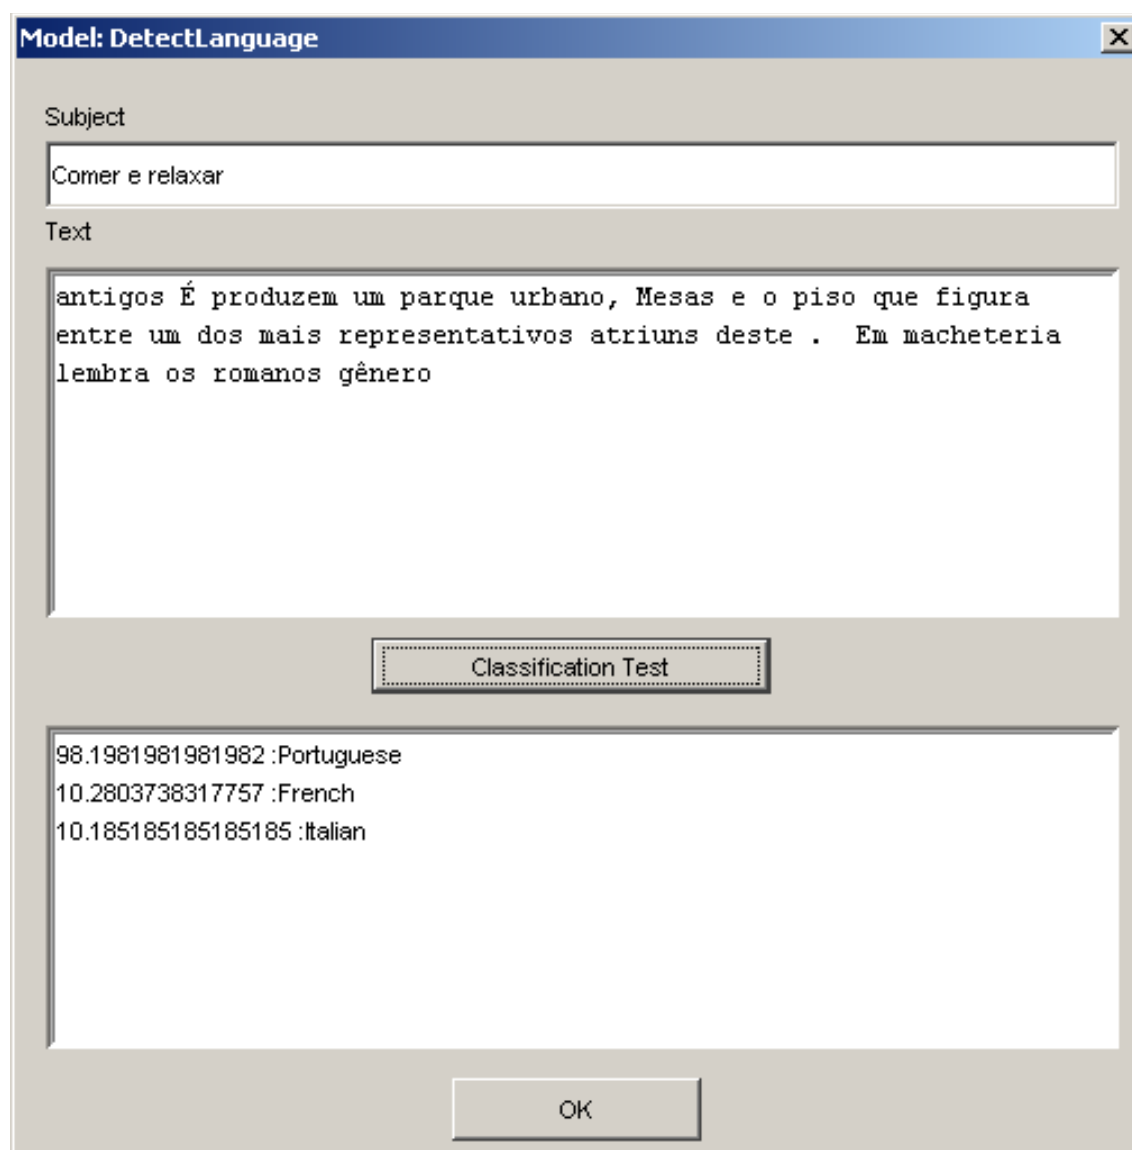 Model: DetectLanguage
Subject
Comer e relaxar
Text
antigos É produzem um parque urbano, Mesas e o piso que figura
entre um dos mais representativos atriuns deste .  Em macheteria
lembra os romanos gênero
Classification Test
98.1981981981982 :Portuguese
10.2803738317757 :French
10.185185185185185 :Italian
OK